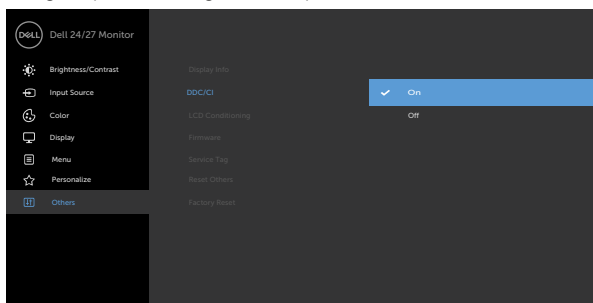 DELL Dell 24/27 Monitor
Brightness/Contrast Display Info
Input Source DDC/CI On
Color LCD Conditioning Off
Display Firmware
Menu Service Tag
Personalize Reset Others
Others Factory Reset